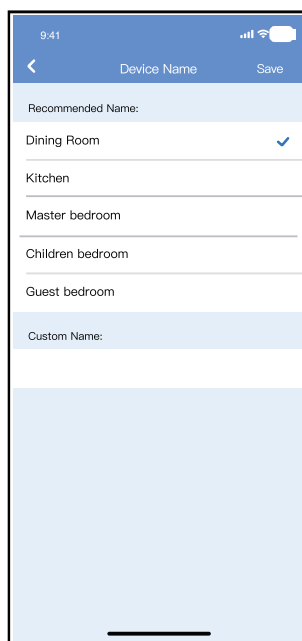 9:41
Device Name Save
Recommended Name:
Dining Room
Kitchen
Master bedroom
Children bedroom
Guest bedroom
Custom Name: